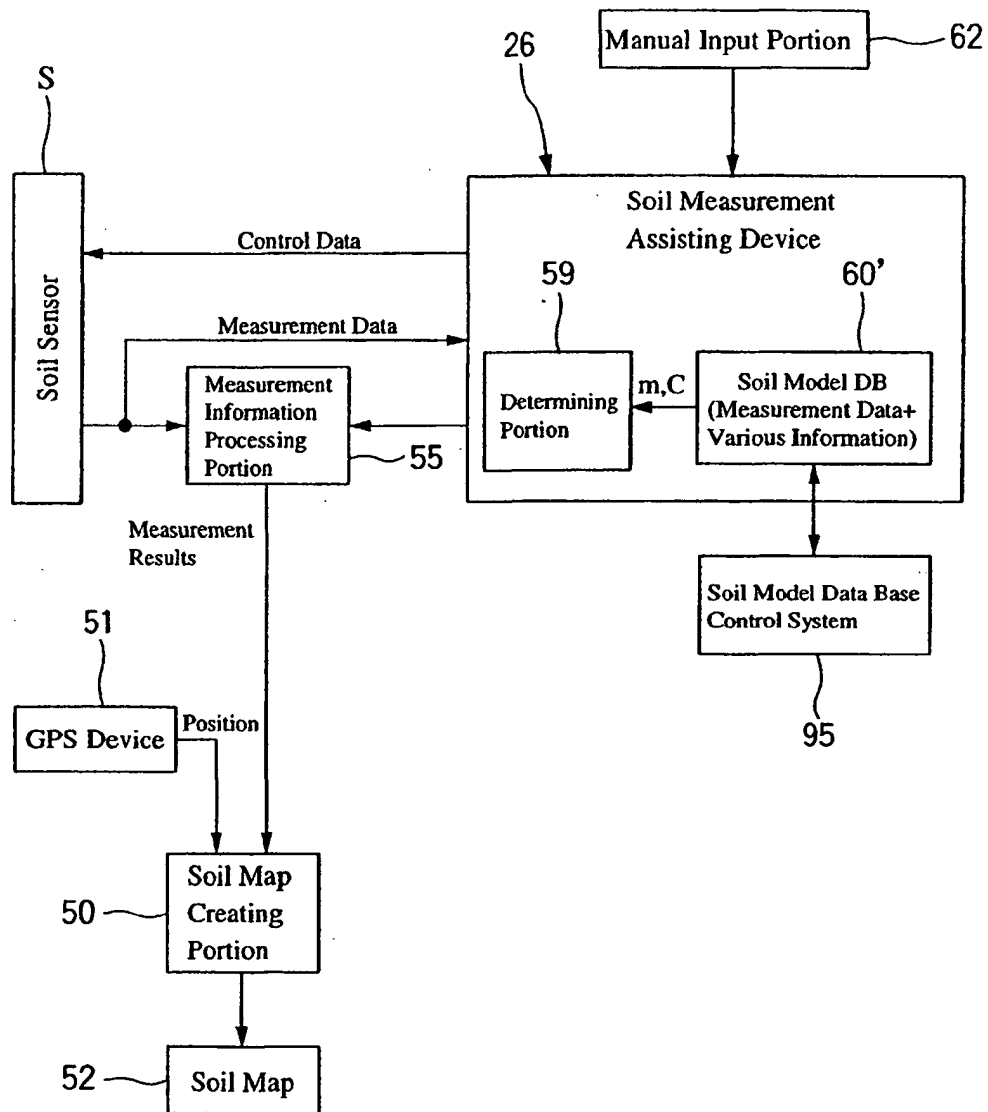 Manual Input Portion
62
26
S
Soil Measurement
Assisting Device
Control Data
59
60’
Soil Sensor
Measurement Data
Measurement
Information
Processing
Portion
55
Determining
Portion
m,C
Soil Model DB
(Measurement Data+
Various Information)
Measurement
Results
Soil Model Data Base
Control System
95
51
GPS Device
Position
50
Soil Map
Creating
Portion
52
Soil Map